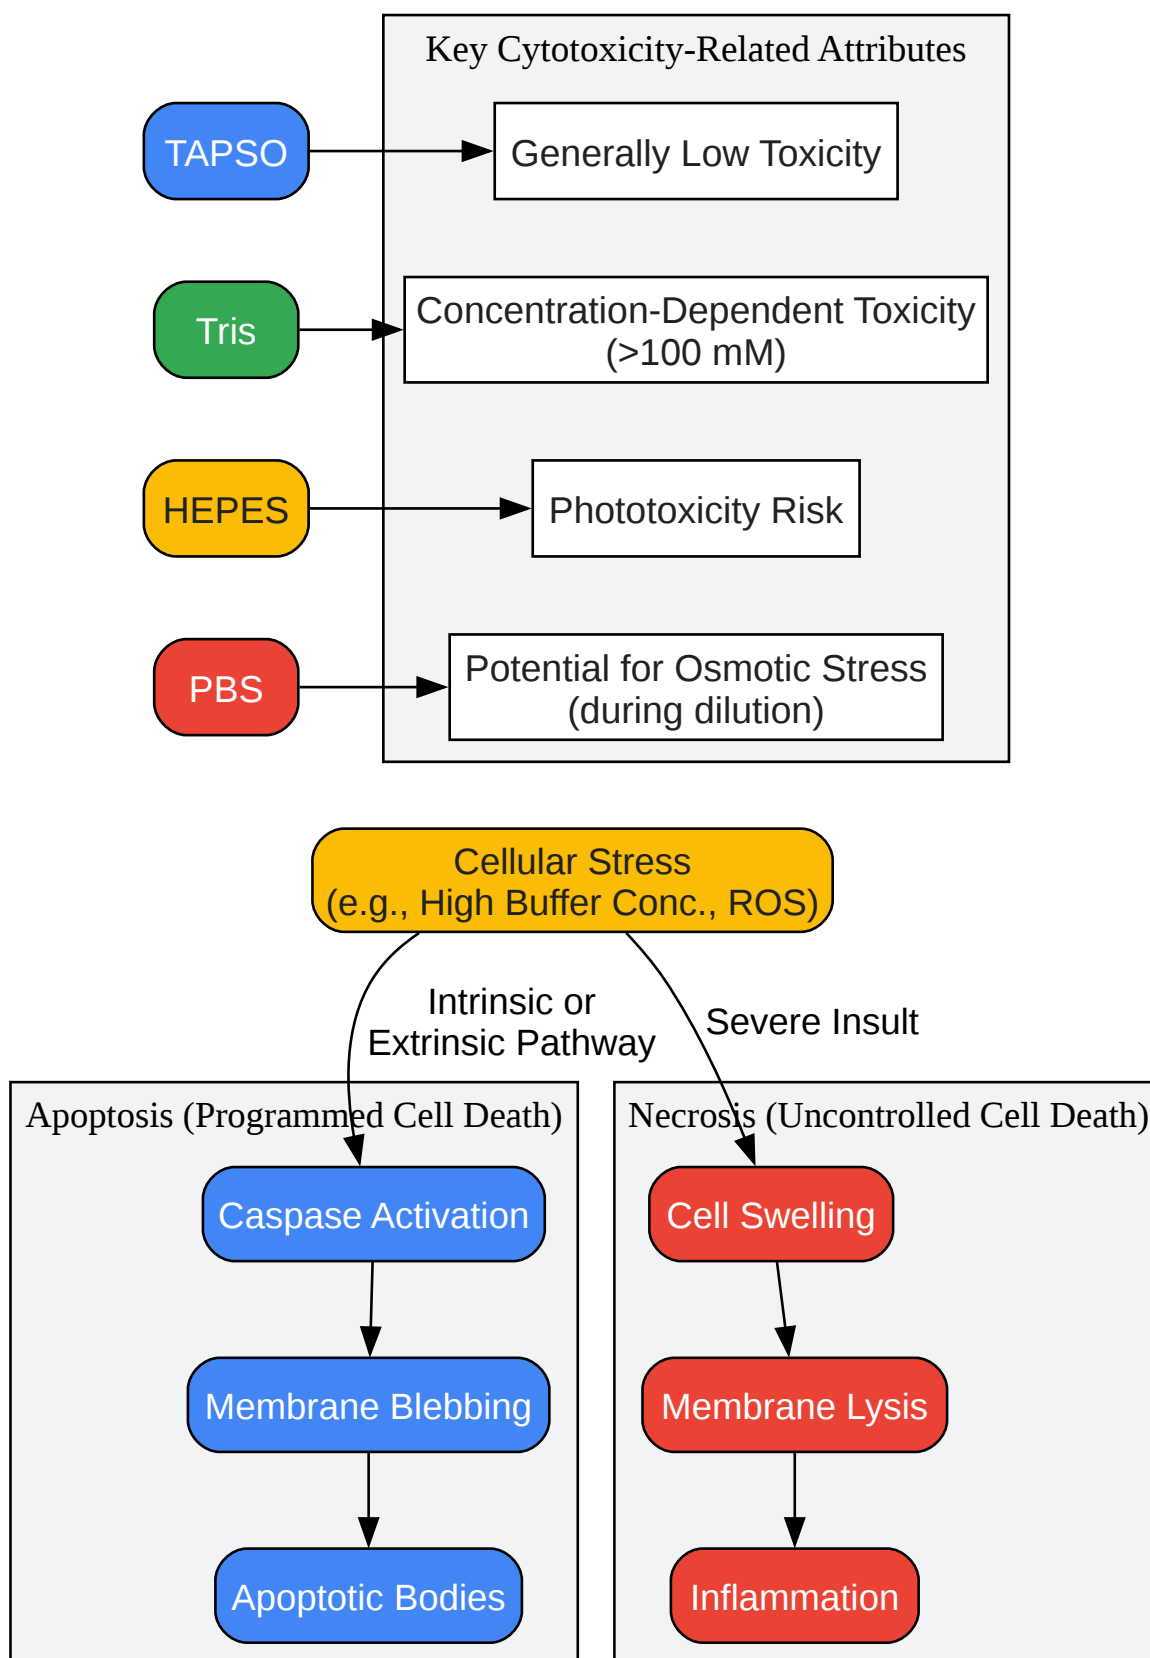 Key Cytotoxicity-Related Attributes
TAPSO
Generally Low Toxicity
Tris
Concentration-Dependent Toxicity
(>100 mM)
HEPES
Phototoxicity Risk
PBS
Potential for Osmotic Stress
(during dilution)
Cellular Stress
(e.g., High Buffer Conc., ROS)
Intrinsic or
Extrinsic Pathway
Severe Insult
Apoptosis (Programmed Cell Death)
Caspase Activation
Membrane Blebbing
Apoptotic Bodies
Necrosis (Uncontrolled Cell Death)
Cell Swelling
Membrane Lysis
Inflammation